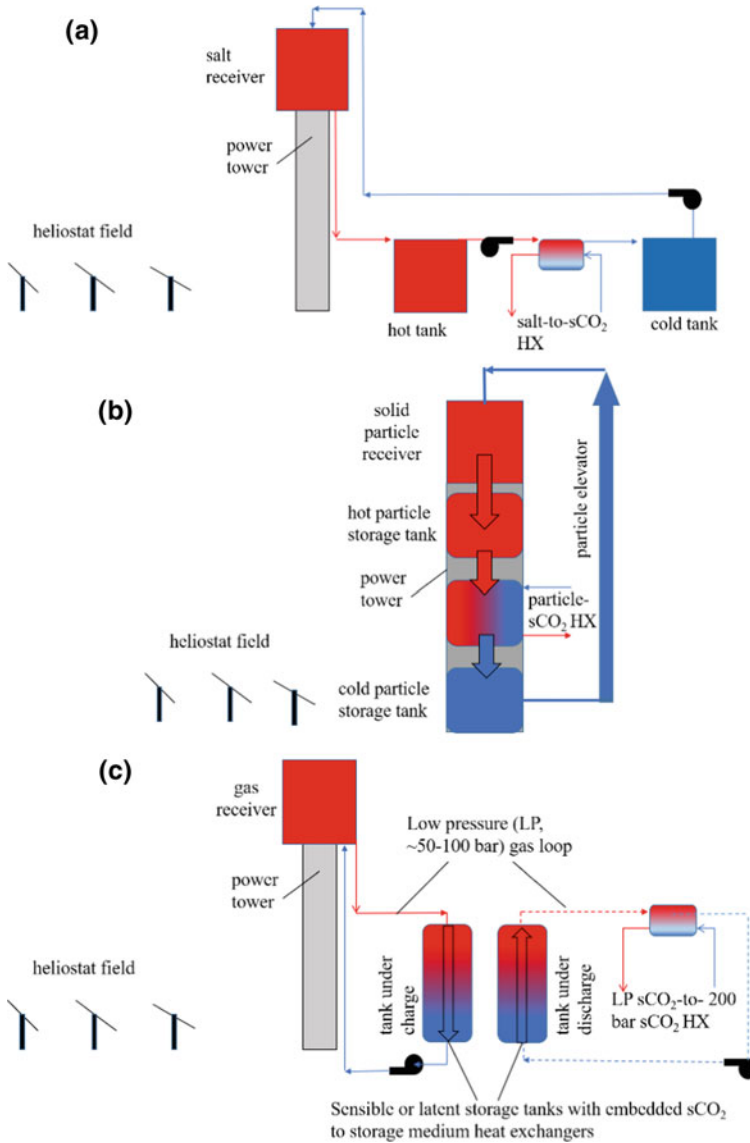 (a)
salt
receiver
power
tower
heliostat field
hot tank
salt-to-sCO2
HX
cold tank
(b)
solid
particle
receiver
hot particle
storage tank
power
tower
particle-
sCO2 HX
particle elevator
heliostat field
cold particle
storage tank
(c)
gas
receiver
Low pressure (LP,
~50-100 bar) gas loop
power
tower
heliostat field
tank under
charge
tank under
discharge
LP sCO2-to- 200
bar sCO2 HX
Sensible or latent storage tanks with embedded sCO2
to storage medium heat exchangers